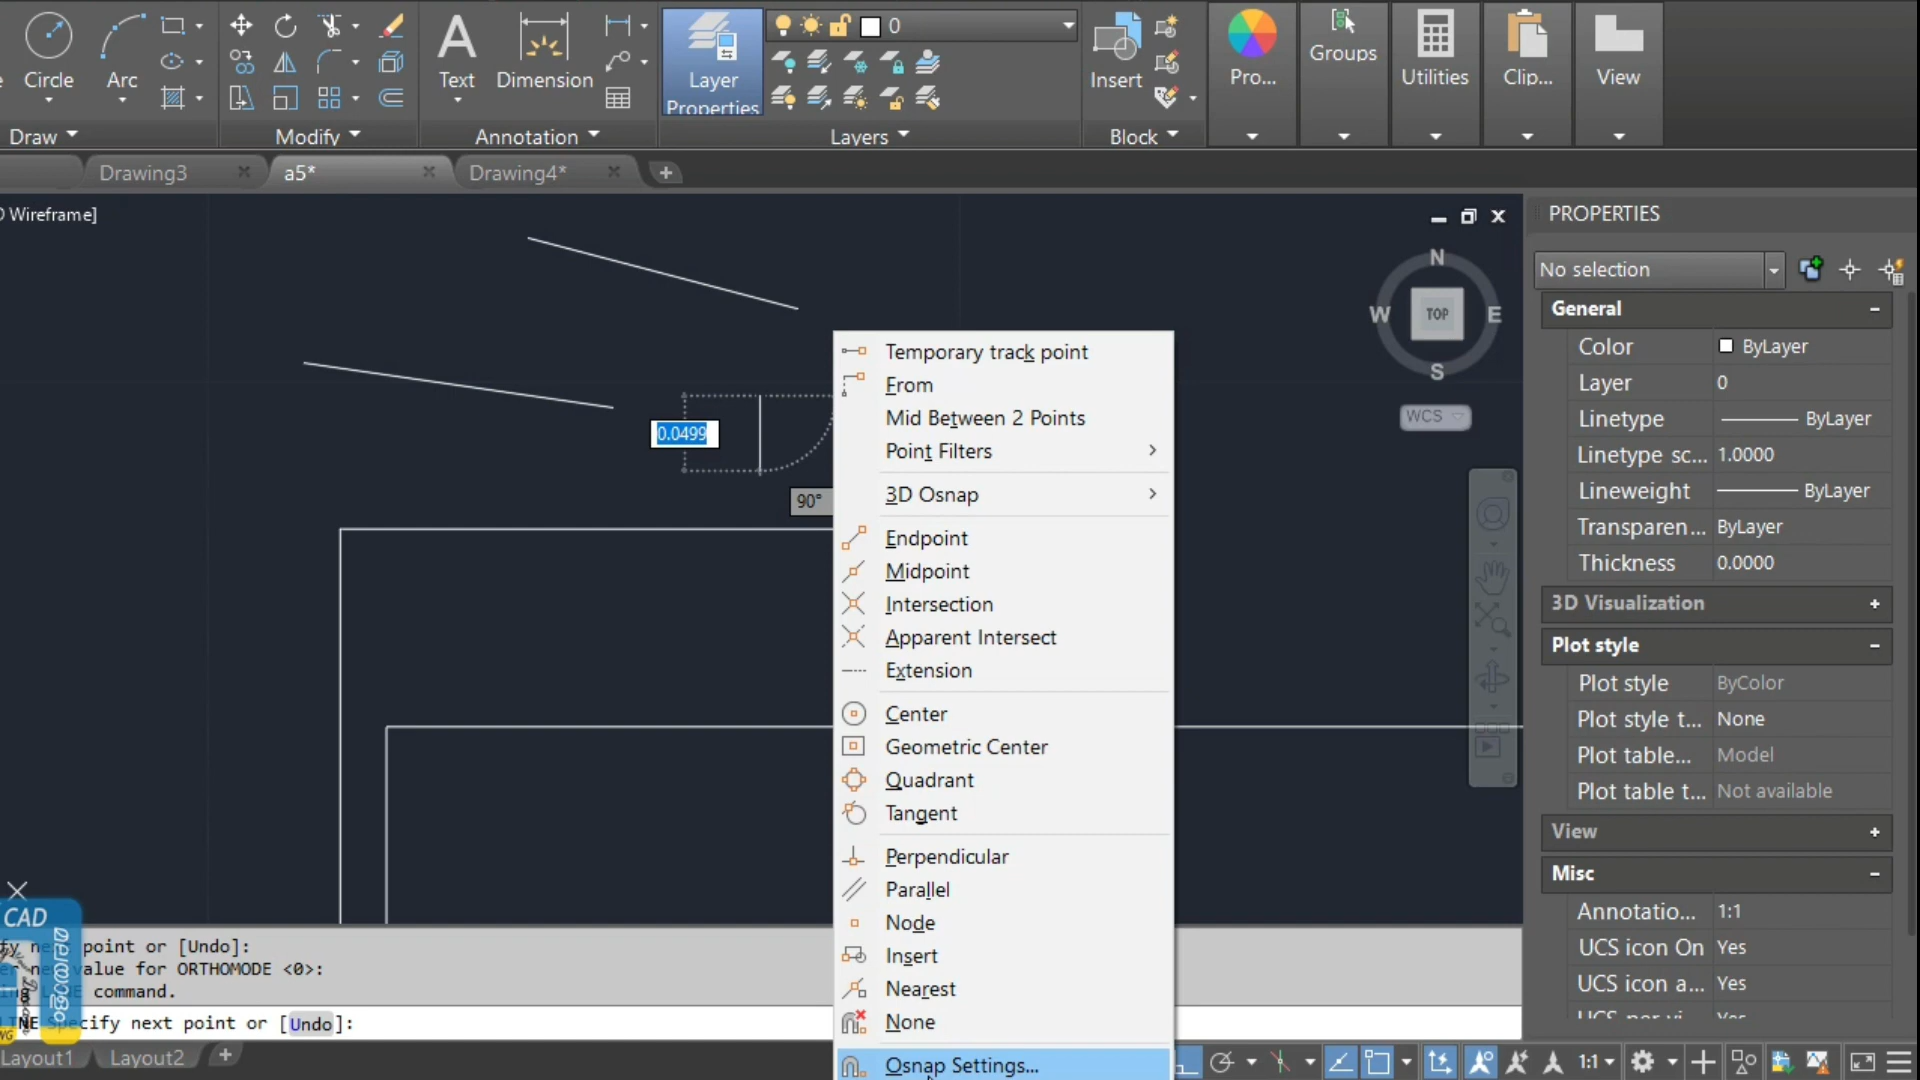 Circle
Arc
Draw
Modify
Text
Dimension
Annotation
Layer
Properties
0
Layers
Insert
Block
Pro...
Groups
Utilities
Clip...
View
Drawing3
a5*
Drawing4*
Wireframe]
N
W
TOP
E
S
WCS
0.0499
90°
Temporary track point
From
Mid Between 2 Points
Point Filters
3D Osnap
Endpoint
Midpoint
Intersection
Apparent Intersect
Extension
Center
Geometric Center
Quadrant
Tangent
Perpendicular
Parallel
Node
Insert
Nearest
None
Osnap Settings...
PROPERTIES
No selection
General
Color ByLayer
Layer 0
Linetype ByLayer
Linetype sc... 1.0000
Lineweight ByLayer
Transparen... ByLayer
Thickness 0.0000
3D Visualization
Plot style
Plot style ByColor
Plot style t... None
Plot table... Model
Plot table t... Not available
View
Misc
Annotatio... 1:1
UCS icon On Yes
UCS icon a... Yes
CAD
point or [Undo]:
value for ORTHOMODE <0>:
command.
Specify next point or [Undo]:
Layout1
Layout2
1:1